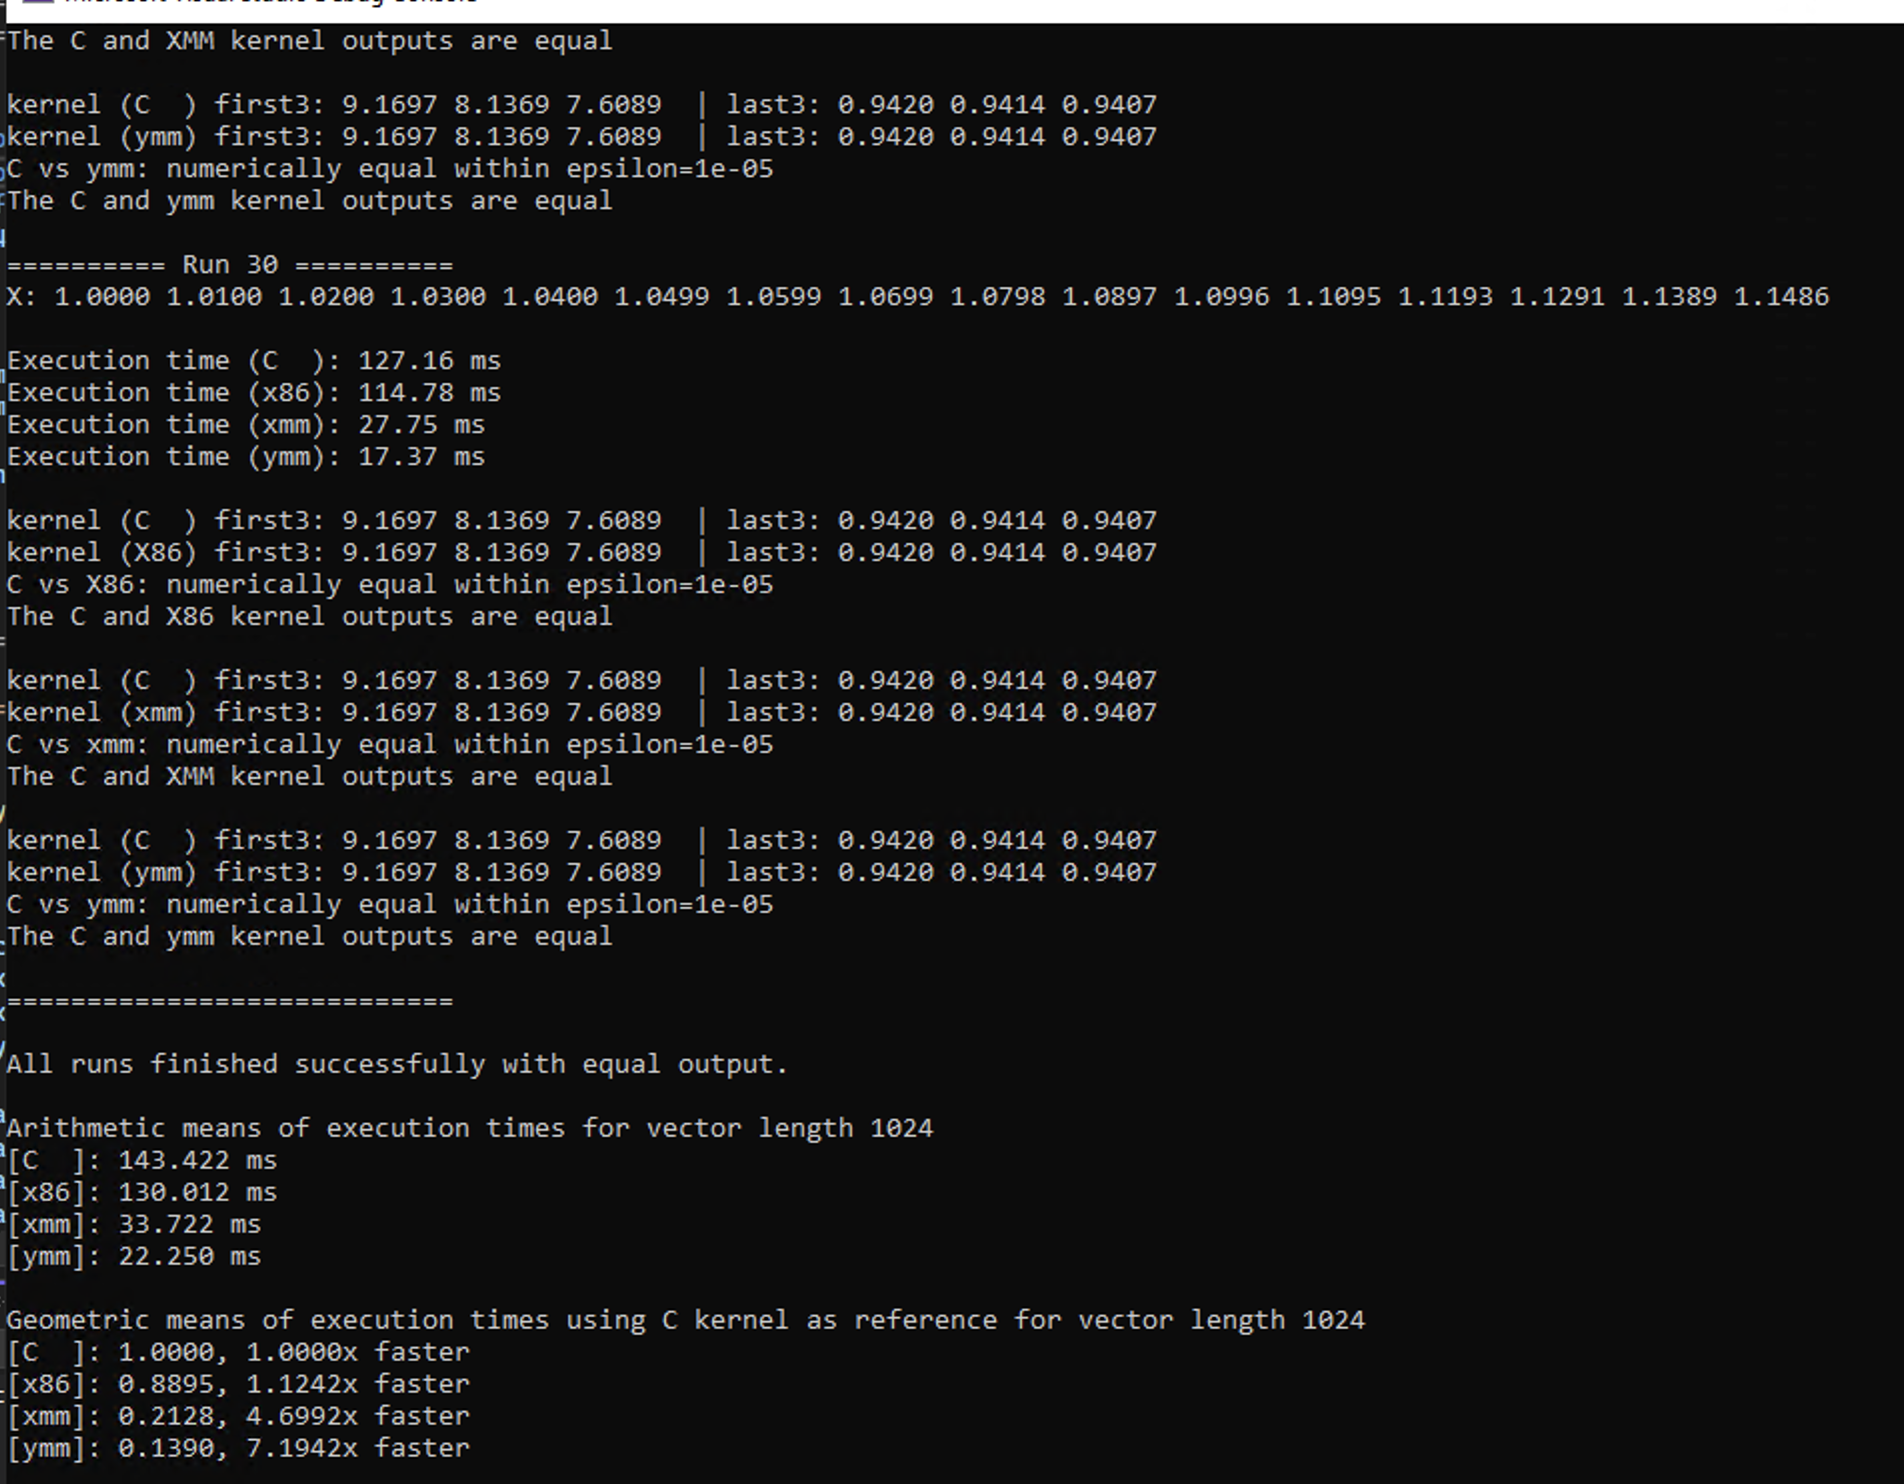 Microsoft Visual Studio Debug Console
The C and XMM kernel outputs are equal
kernel (C  ) first3: 9.1697 8.1369 7.6089  | last3: 0.9420 0.9414 0.9407
kernel (ymm) first3: 9.1697 8.1369 7.6089  | last3: 0.9420 0.9414 0.9407
C vs ymm: numerically equal within epsilon=1e-05
The C and ymm kernel outputs are equal
========== Run 30 ==========
X: 1.0000 1.0100 1.0200 1.0300 1.0400 1.0499 1.0599 1.0699 1.0798 1.0897 1.0996 1.1095 1.1193 1.1291 1.1389 1.1486
Execution time (C  ): 127.16 ms
Execution time (x86): 114.78 ms
Execution time (xmm): 27.75 ms
Execution time (ymm): 17.37 ms
kernel (C  ) first3: 9.1697 8.1369 7.6089  | last3: 0.9420 0.9414 0.9407
kernel (X86) first3: 9.1697 8.1369 7.6089  | last3: 0.9420 0.9414 0.9407
C vs X86: numerically equal within epsilon=1e-05
The C and X86 kernel outputs are equal
kernel (C  ) first3: 9.1697 8.1369 7.6089  | last3: 0.9420 0.9414 0.9407
kernel (xmm) first3: 9.1697 8.1369 7.6089  | last3: 0.9420 0.9414 0.9407
C vs xmm: numerically equal within epsilon=1e-05
The C and XMM kernel outputs are equal
kernel (C  ) first3: 9.1697 8.1369 7.6089  | last3: 0.9420 0.9414 0.9407
kernel (ymm) first3: 9.1697 8.1369 7.6089  | last3: 0.9420 0.9414 0.9407
C vs ymm: numerically equal within epsilon=1e-05
The C and ymm kernel outputs are equal
============================
All runs finished successfully with equal output.
Arithmetic means of execution times for vector length 1024
[C  ]: 143.422 ms
[x86]: 130.012 ms
[xmm]: 33.722 ms
[ymm]: 22.250 ms
Geometric means of execution times using C kernel as reference for vector length 1024
[C  ]: 1.0000, 1.0000x faster
[x86]: 0.8895, 1.1242x faster
[xmm]: 0.2128, 4.6992x faster
[ymm]: 0.1390, 7.1942x faster